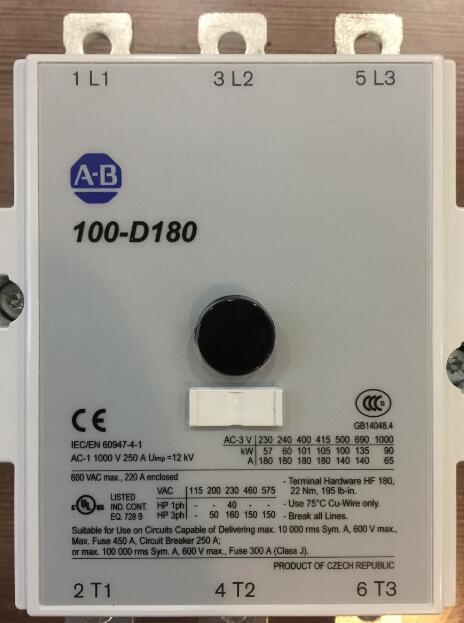 1 L1 3 L2 5 L3
A-B
100-D180
CE
CCC S
GB14048.4
IEC/EN 60947-4-1
AC-1 1000 V 250 A Uimp =12 kV
AC-3 V 230 240 400 415 500 690 1000
kW 57 60 101 105 100 135 90
A 180 180 180 180 140 140 65
600 VAC max., 220 A enclosed
c UL US LISTED
IND. CONT.
EQ. 728 B
VAC 115 200 230 460 575
HP 1ph - - 40 - -
HP 3ph - 50 60 150 150
- Terminal Hardware HF 180,
22 Nm, 195 lb-in.
- Use 75°C Cu-Wire only.
- Break all Lines.
Suitable for Use on Circuits Capable of Delivering max. 10 000 rms Sym. A, 600 V max.,
Max. Fuse 450 A, Circuit Breaker 250 A;
or max. 100 000 rms Sym. A, 600 V max., Fuse 300 A (Class J).
PRODUCT OF CZECH REPUBLIC
2 T1 4 T2 6 T3